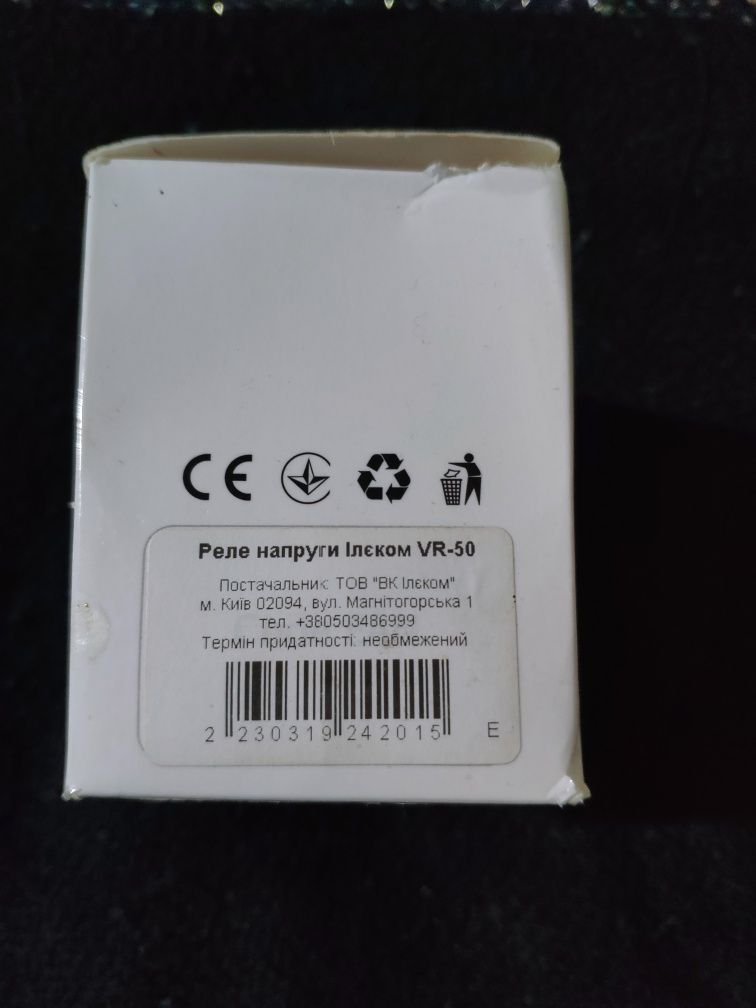 CE
Реле напруги Ілєком VR-50
Постачальник: ТОВ "ВК Ілєком"
м. Київ 02094, вул. Магнітогорська 1
тел. +380503486999
Термін придатності: необмежений
2 230319 242015 E